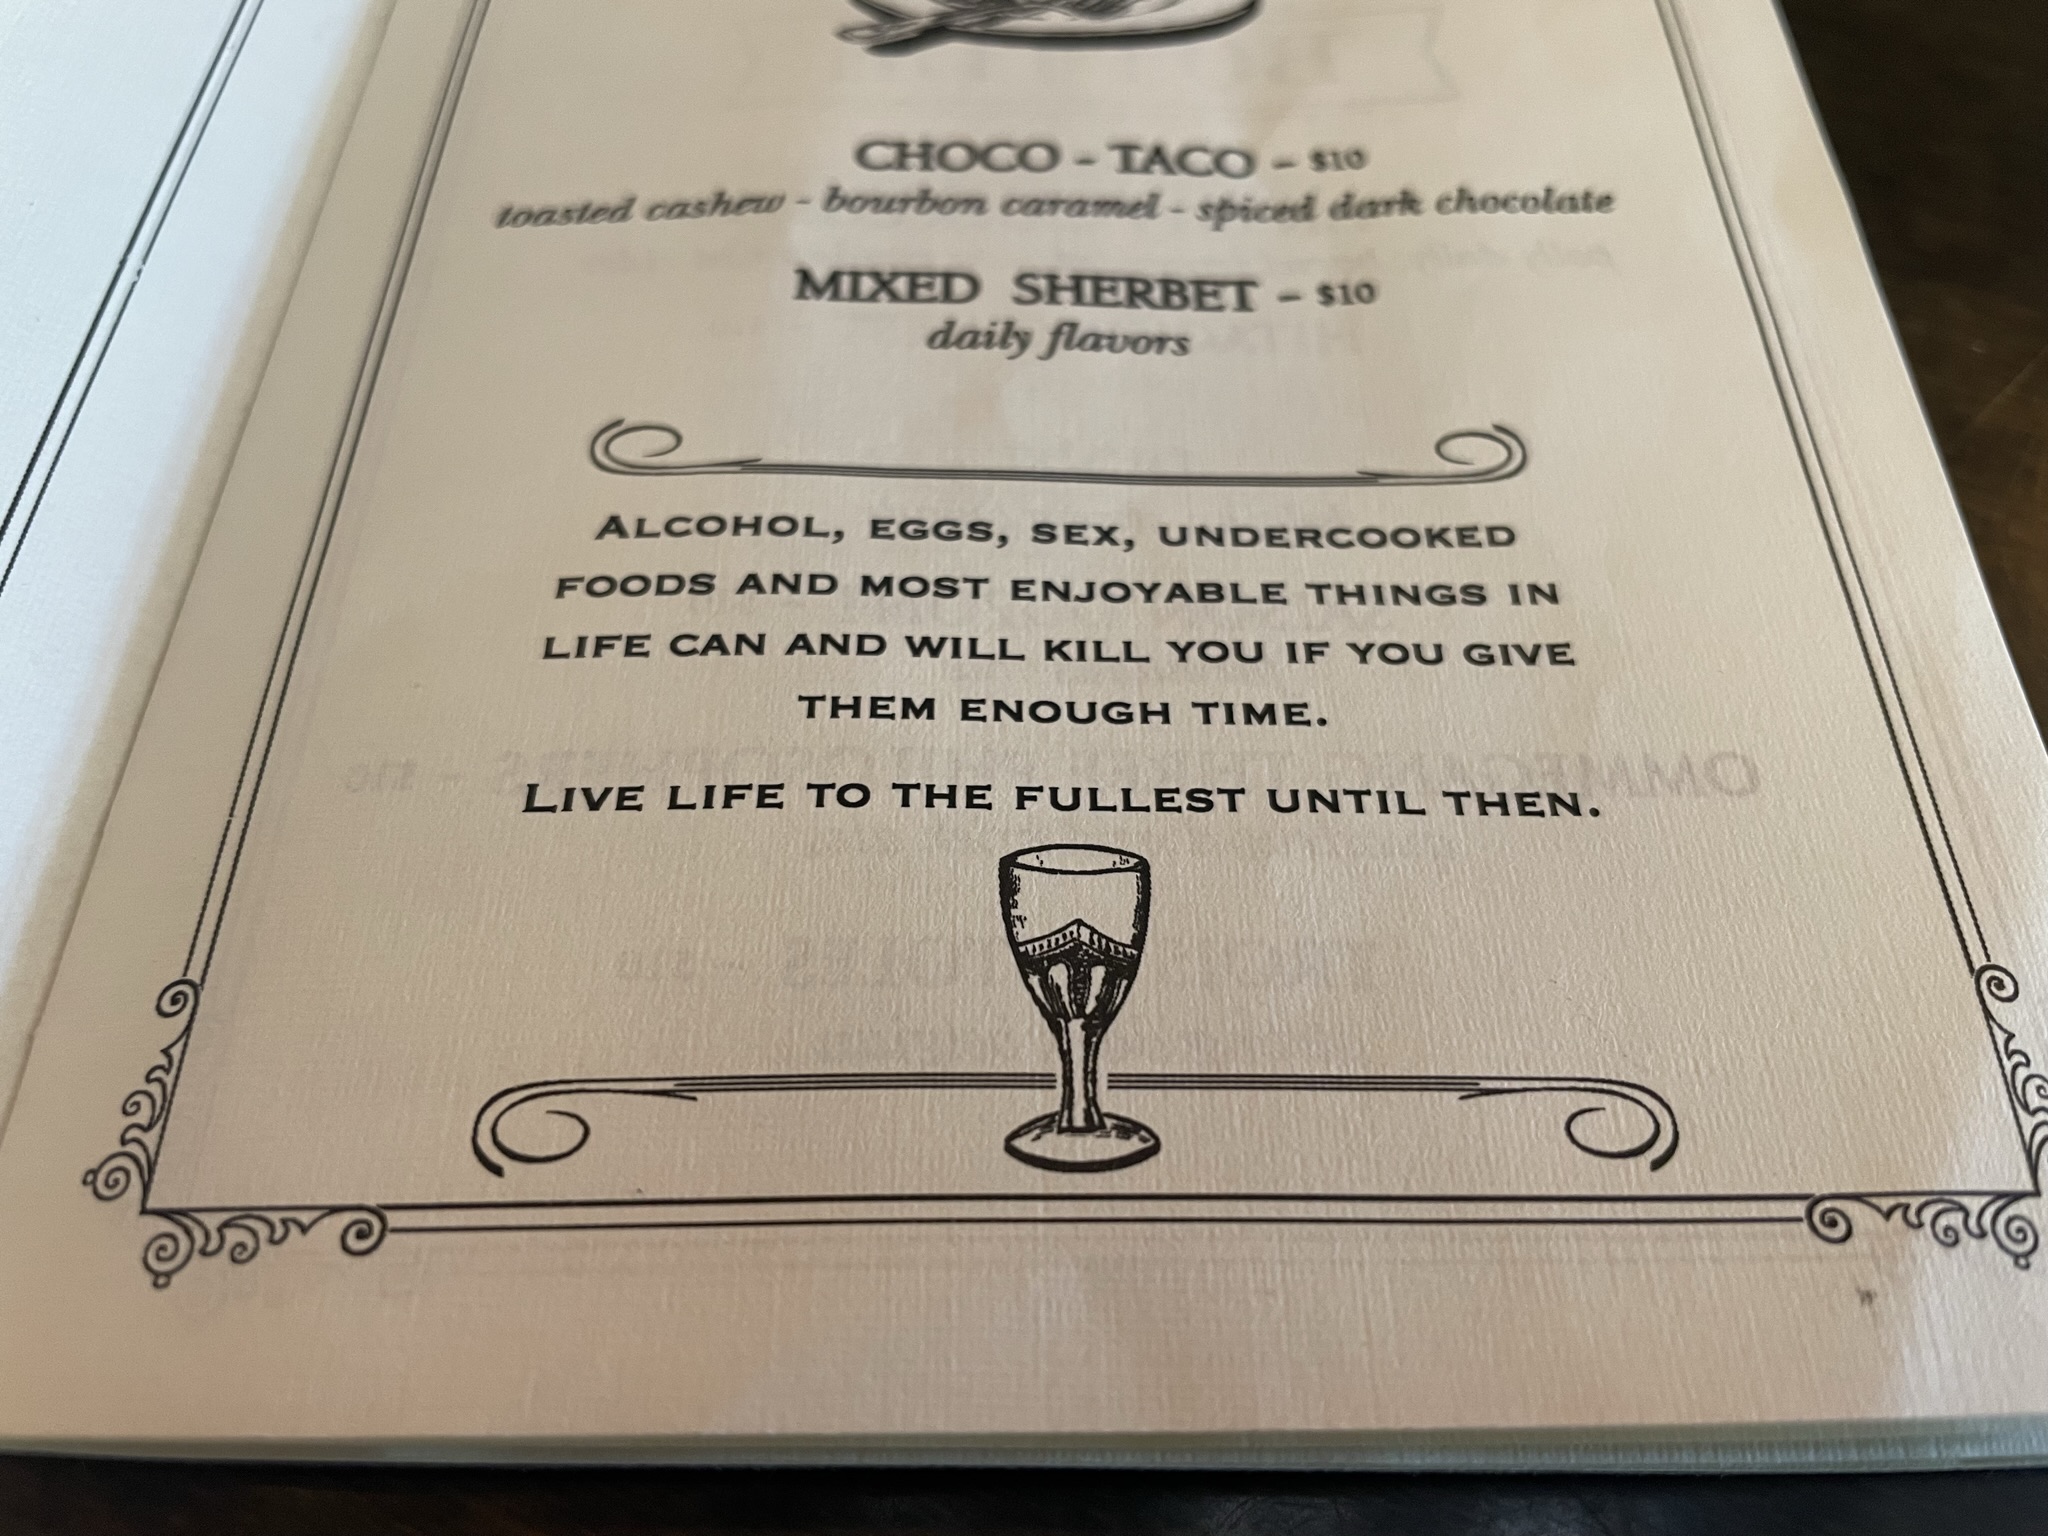 CHOCO - TACO - $10
toasted cashew - bourbon caramel - spiced dark chocolate
MIXED SHERBET - $10
daily flavors
ALCOHOL, EGGS, SEX, UNDERCOOKED
FOODS AND MOST ENJOYABLE THINGS IN
LIFE CAN AND WILL KILL YOU IF YOU GIVE
THEM ENOUGH TIME.
LIVE LIFE TO THE FULLEST UNTIL THEN.